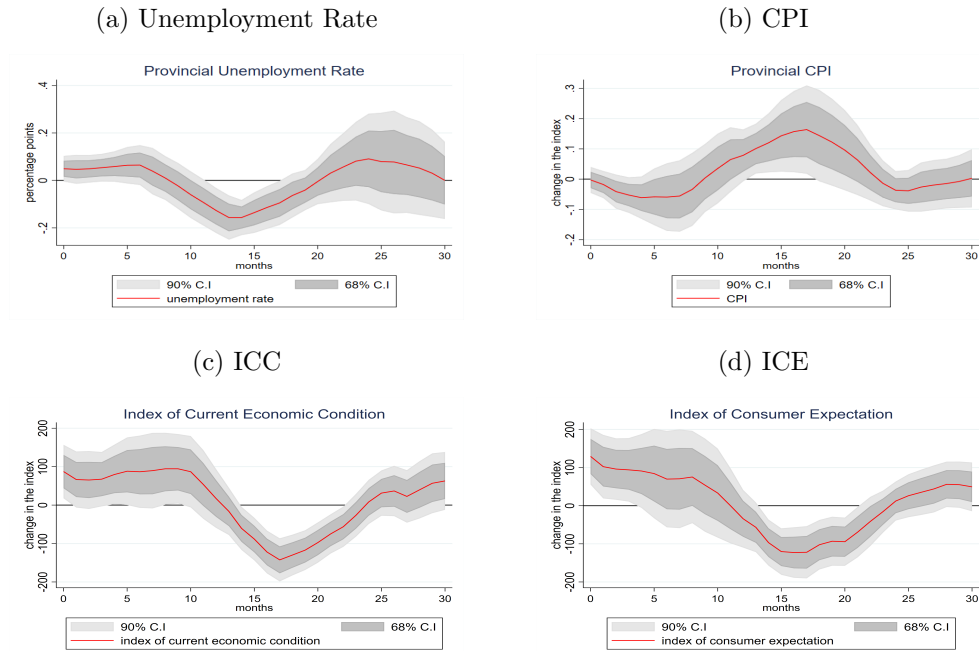 (a) Unemployment Rate
Provincial Unemployment Rate
percentage points
.4
.2
0
-.2
0 5 10 15 20 25 30
months
90% C.I 68% C.I
unemployment rate
(b) CPI
Provincial CPI
change in the index
.3
.2
.1
0
-.1
-.2
0 5 10 15 20 25 30
months
90% C.I 68% C.I
CPI
(c) ICC
Index of Current Economic Condition
change in the index
200
100
0
-100
-200
0 5 10 15 20 25 30
months
90% C.I 68% C.I
index of current economic condition
(d) ICE
Index of Consumer Expectation
change in the index
200
100
0
-100
-200
0 5 10 15 20 25 30
months
90% C.I 68% C.I
index of consumer expectation